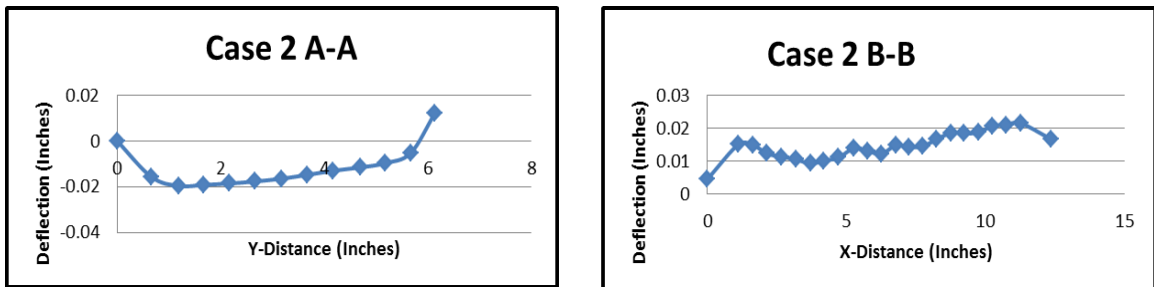 Case 2 A-A
Deflection (Inches)
0.02
0
-0.02
-0.04
0 2 4 6 8
Y-Distance (Inches)
Case 2 B-B
Deflection (Inches)
0.03
0.02
0.01
0
0 5 10 15
X-Distance (Inches)